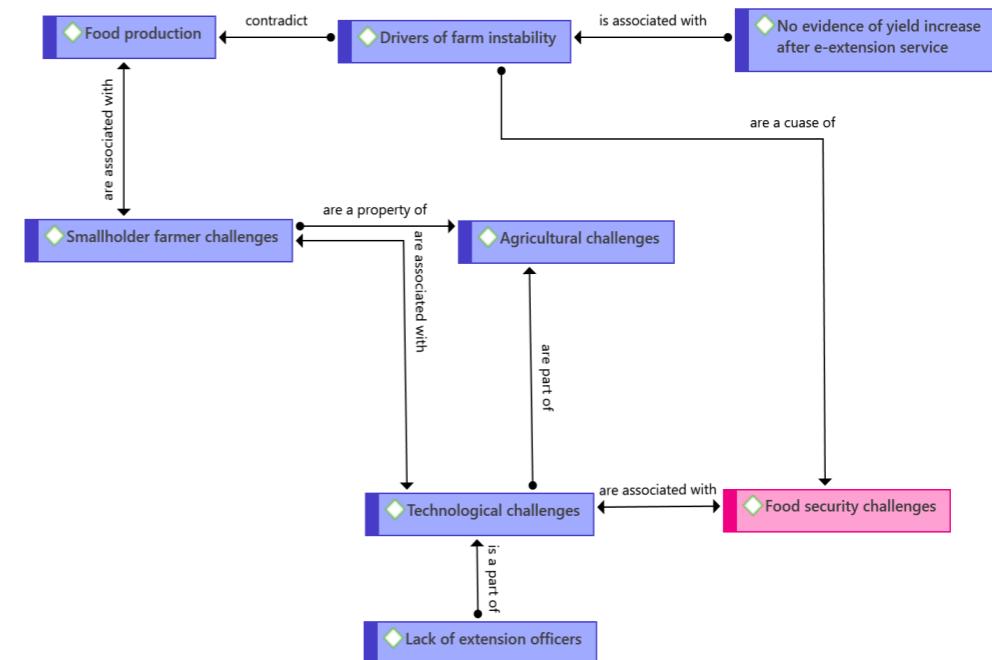 Food production
contradict
Drivers of farm instability
is associated with
No evidence of yield increase
after e-extension service
are associated with
are a cuase of
Smallholder farmer challenges
are a property of
are associated with
Agricultural challenges
are part of
Technological challenges
are associated with
Food security challenges
is a part of
Lack of extension officers